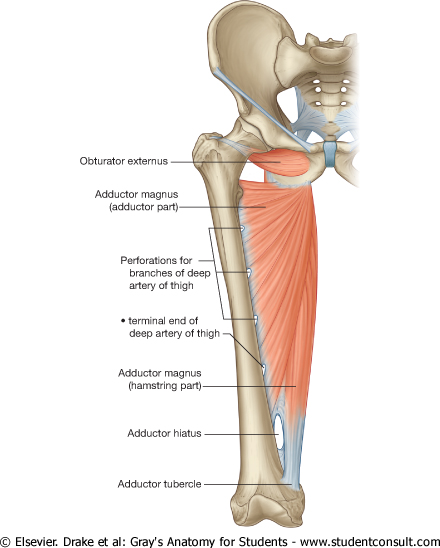 Obturator externus
Adductor magnus
(adductor part)
Perforations for
branches of deep
artery of thigh
• terminal end of
deep artery of thigh
Adductor magnus
(hamstring part)
Adductor hiatus
Adductor tubercle
© Elsevier. Drake et al: Gray's Anatomy for Students - www.studentconsult.com